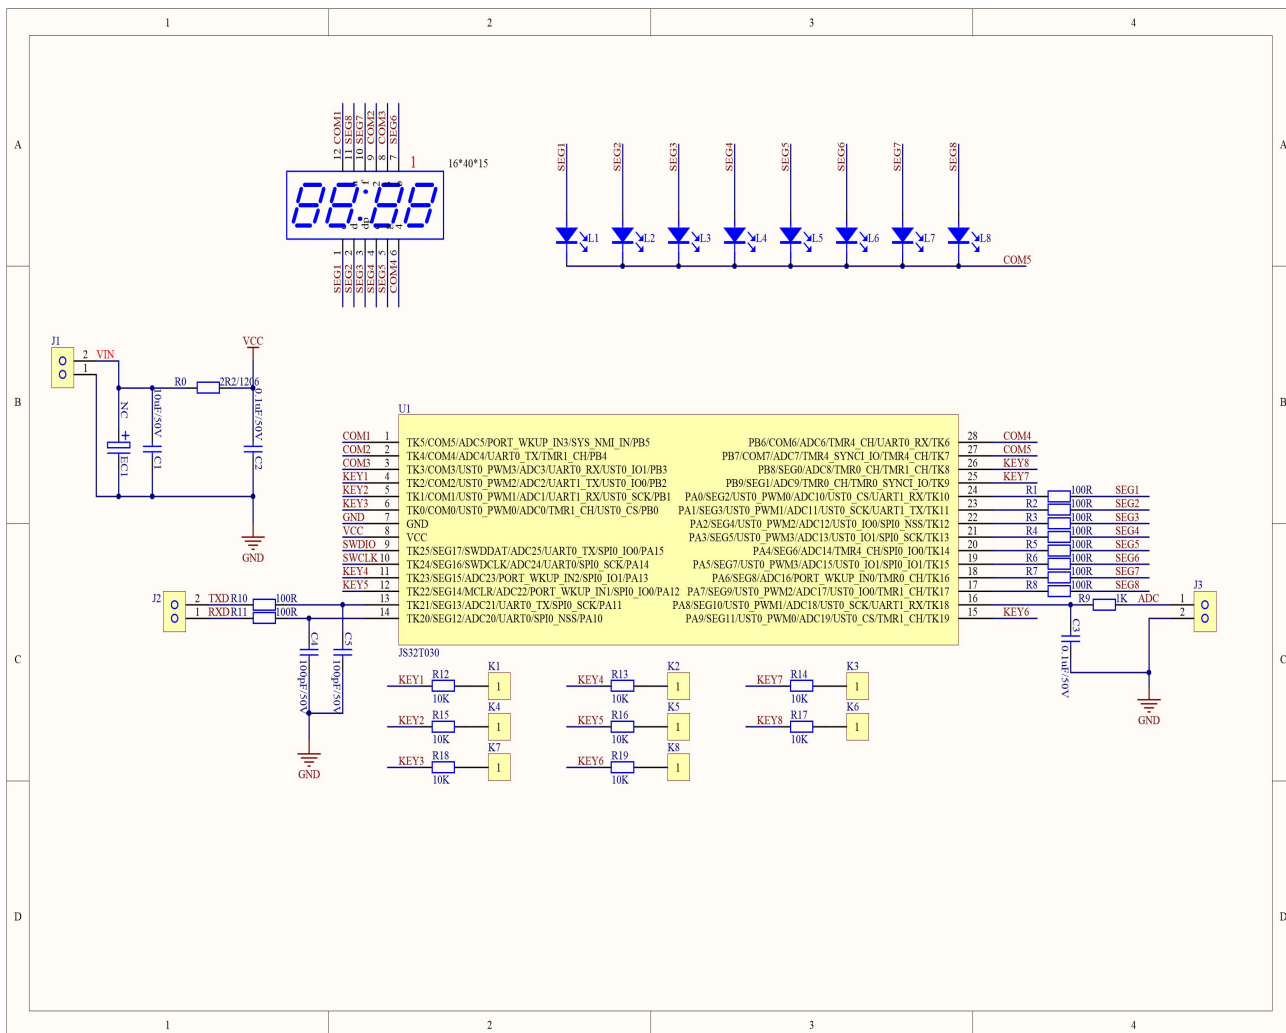 1 2 3 4
A A
COM1 SEG8 SEG7 COM2 COM3 SEG6
12 11 10 9 8 7
1 16*40*15
1 2 3 4 5 6
SEG1 SEG2 SEG3 SEG4 SEG5 COM4
SEG1 SEG2 SEG3 SEG4 SEG5 SEG6 SEG7 SEG8
L1 L2 L3 L4 L5 L6 L7 L8
COM5
J1
2 VIN
1
VCC
R0 2R2/1206
NC
+
EC1
10uF/50V
C1
0.1uF/50V
C2
GND
B B
U1
COM1 1 TK5/COM5/ADC5/PORT_WKUP_IN3/SYS_NMI_IN/PB5 PB6/COM6/ADC6/TMR4_CH/UART0_RX/TK6 28 COM4
COM2 2 TK4/COM4/ADC4/UART0_TX/TMR1_CH/PB4 PB7/COM7/ADC7/TMR4_SYNCI_IO/TMR4_CH/TK7 27 COM5
COM3 3 TK3/COM3/UST0_PWM3/ADC3/UART0_RX/UST0_IO1/PB3 PB8/SEG0/ADC8/TMR0_CH/TMR1_CH/TK8 26 KEY8
KEY1 4 TK2/COM2/UST0_PWM2/ADC2/UART1_TX/UST0_IO0/PB2 PB9/SEG1/ADC9/TMR0_CH/TMR0_SYNCI_IO/TK9 25 KEY7
KEY2 5 TK1/COM1/UST0_PWM1/ADC1/UART1_RX/UST0_SCK/PB1 PA0/SEG2/UST0_PWM0/ADC10/UST0_CS/UART1_RX/TK10 24 R1 100R SEG1
KEY3 6 TK0/COM0/UST0_PWM0/ADC0/TMR1_CH/UST0_CS/PB0 PA1/SEG3/UST0_PWM1/ADC11/UST0_SCK/UART1_TX/TK11 23 R2 100R SEG2
GND 7 GND PA2/SEG4/UST0_PWM2/ADC12/UST0_IO0/SPI0_NSS/TK12 22 R3 100R SEG3
VCC 8 VCC PA3/SEG5/UST0_PWM3/ADC13/UST0_IO1/SPI0_SCK/TK13 21 R4 100R SEG4
SWDIO 9 TK25/SEG17/SWDDAT/ADC25/UART0_TX/SPI0_IO0/PA15 PA4/SEG6/ADC14/TMR4_CH/SPI0_IO0/TK14 20 R5 100R SEG5
SWCLK 10 TK24/SEG16/SWDCLK/ADC24/UART0/SPI0_SCK/PA14 PA5/SEG7/UST0_PWM3/ADC15/UST0_IO1/SPI0_IO1/TK15 19 R6 100R SEG6
KEY4 11 TK23/SEG15/ADC23/PORT_WKUP_IN2/SPI0_IO1/PA13 PA6/SEG8/ADC16/PORT_WKUP_IN0/TMR0_CH/TK16 18 R7 100R SEG7
KEY5 12 TK22/SEG14/MCLR/ADC22/PORT_WKUP_IN1/SPI0_IO0/PA12 PA7/SEG9/UST0_PWM2/ADC17/UST0_IO0/TMR1_CH/TK17 17 R8 100R SEG8
J2
2 TXD R10 100R 13 TK21/SEG13/ADC21/UART0_TX/SPI0_SCK/PA11 PA8/SEG10/UST0_PWM1/ADC18/UST0_SCK/UART1_RX/TK18 16 R9 1K ADC 1
1 RXD R11 100R 14 TK20/SEG12/ADC20/UART0/SPI0_NSS/PA10 PA9/SEG11/UST0_PWM0/ADC19/UST0_CS/TMR1_CH/TK19 15 KEY6 2
J3
JS32T030
C4
100pF/50V
C5
100pF/50V
GND
C3
0.1uF/50V
GND
C C
KEY1 R12 10K K1 1
KEY4 R13 10K K2 1
KEY7 R14 10K K3 1
KEY2 R15 10K K4 1
KEY5 R16 10K K5 1
KEY8 R17 10K K6 1
KEY3 R18 10K K7 1
KEY6 R19 10K K8 1
D D
1 2 3 4